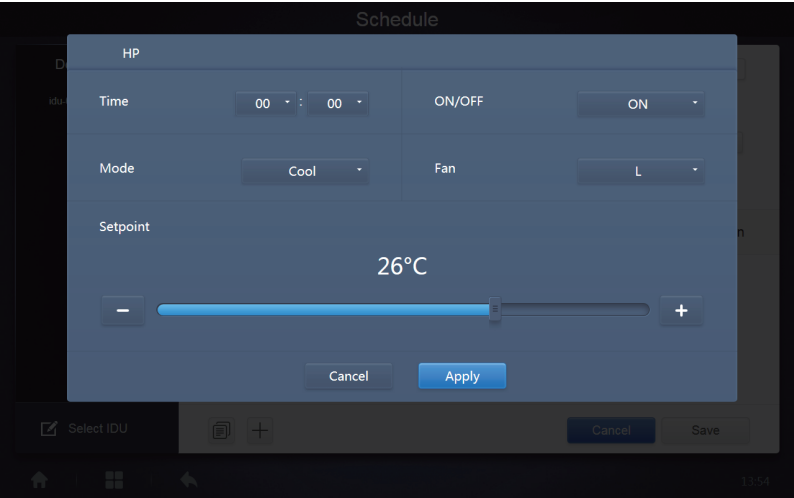 Schedule
HP
Time 00 : 00 ON/OFF ON
Mode Cool Fan L
Setpoint
26°C
Cancel Apply
Select IDU Cancel Save
13:54